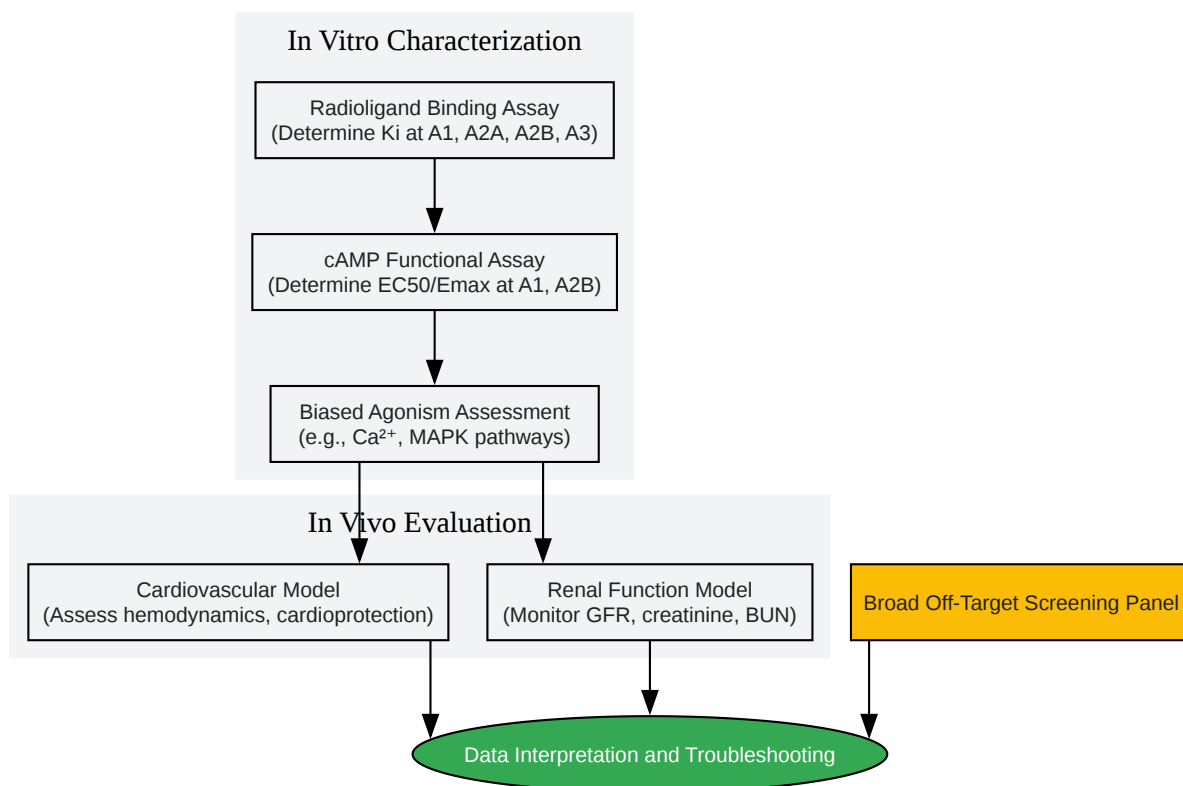 In Vitro Characterization
Radioligand Binding Assay
(Determine Ki at A1, A2A, A2B, A3)
cAMP Functional Assay
(Determine EC50/Emax at A1, A2B)
Biased Agonism Assessment
(e.g., Ca²⁺, MAPK pathways)
In Vivo Evaluation
Cardiovascular Model
(Assess hemodynamics, cardioprotection)
Renal Function Model
(Monitor GFR, creatinine, BUN)
Broad Off-Target Screening Panel
Data Interpretation and Troubleshooting